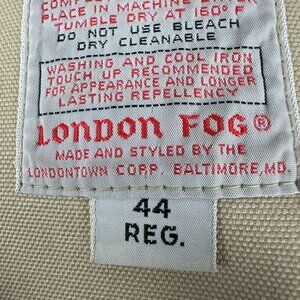 PLACE IN MACHINE
TUMBLE DRY AT 160°F
DO NOT USE BLEACH
DRY CLEANABLE
WASHING AND COOL IRON
TOUCH UP RECOMMENDED
FOR APPEARANCE AND LONGER
LASTING REPELLENCY
LONDON FOG®
MADE AND STYLED BY THE
LONDONTOWN CORP. BALTIMORE,MD.
44
REG.